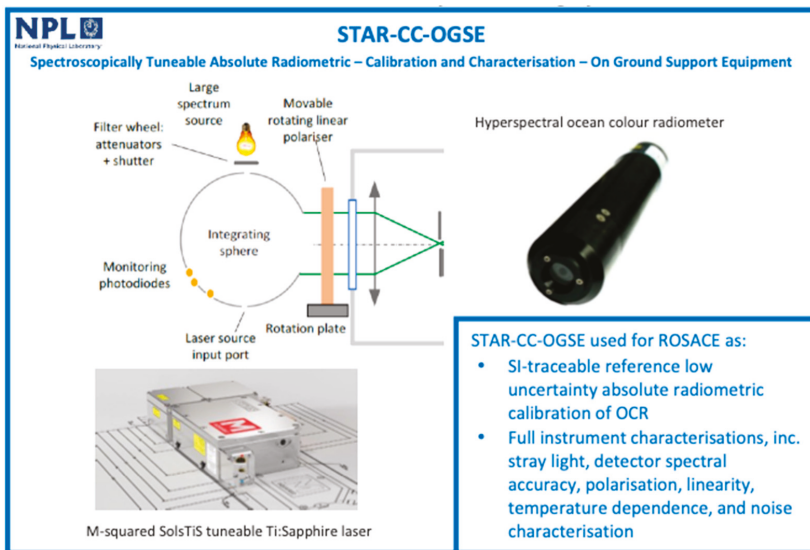 NPL
National Physical Laboratory
STAR-CC-OGSE
Spectroscopically Tuneable Absolute Radiometric – Calibration and Characterisation – On Ground Support Equipment
Large
spectrum
source
Filter wheel:
attenuators
+ shutter
Movable
rotating linear
polariser
Integrating
sphere
Monitoring
photodiodes
Laser source
input port
Rotation plate
M-squared SolsTiS tuneable Ti:Sapphire laser
Hyperspectral ocean colour radiometer
STAR-CC-OGSE used for ROSACE as:
• SI-traceable reference low
uncertainty absolute radiometric
calibration of OCR
• Full instrument characterisations, inc.
stray light, detector spectral
accuracy, polarisation, linearity,
temperature dependence, and noise
characterisation